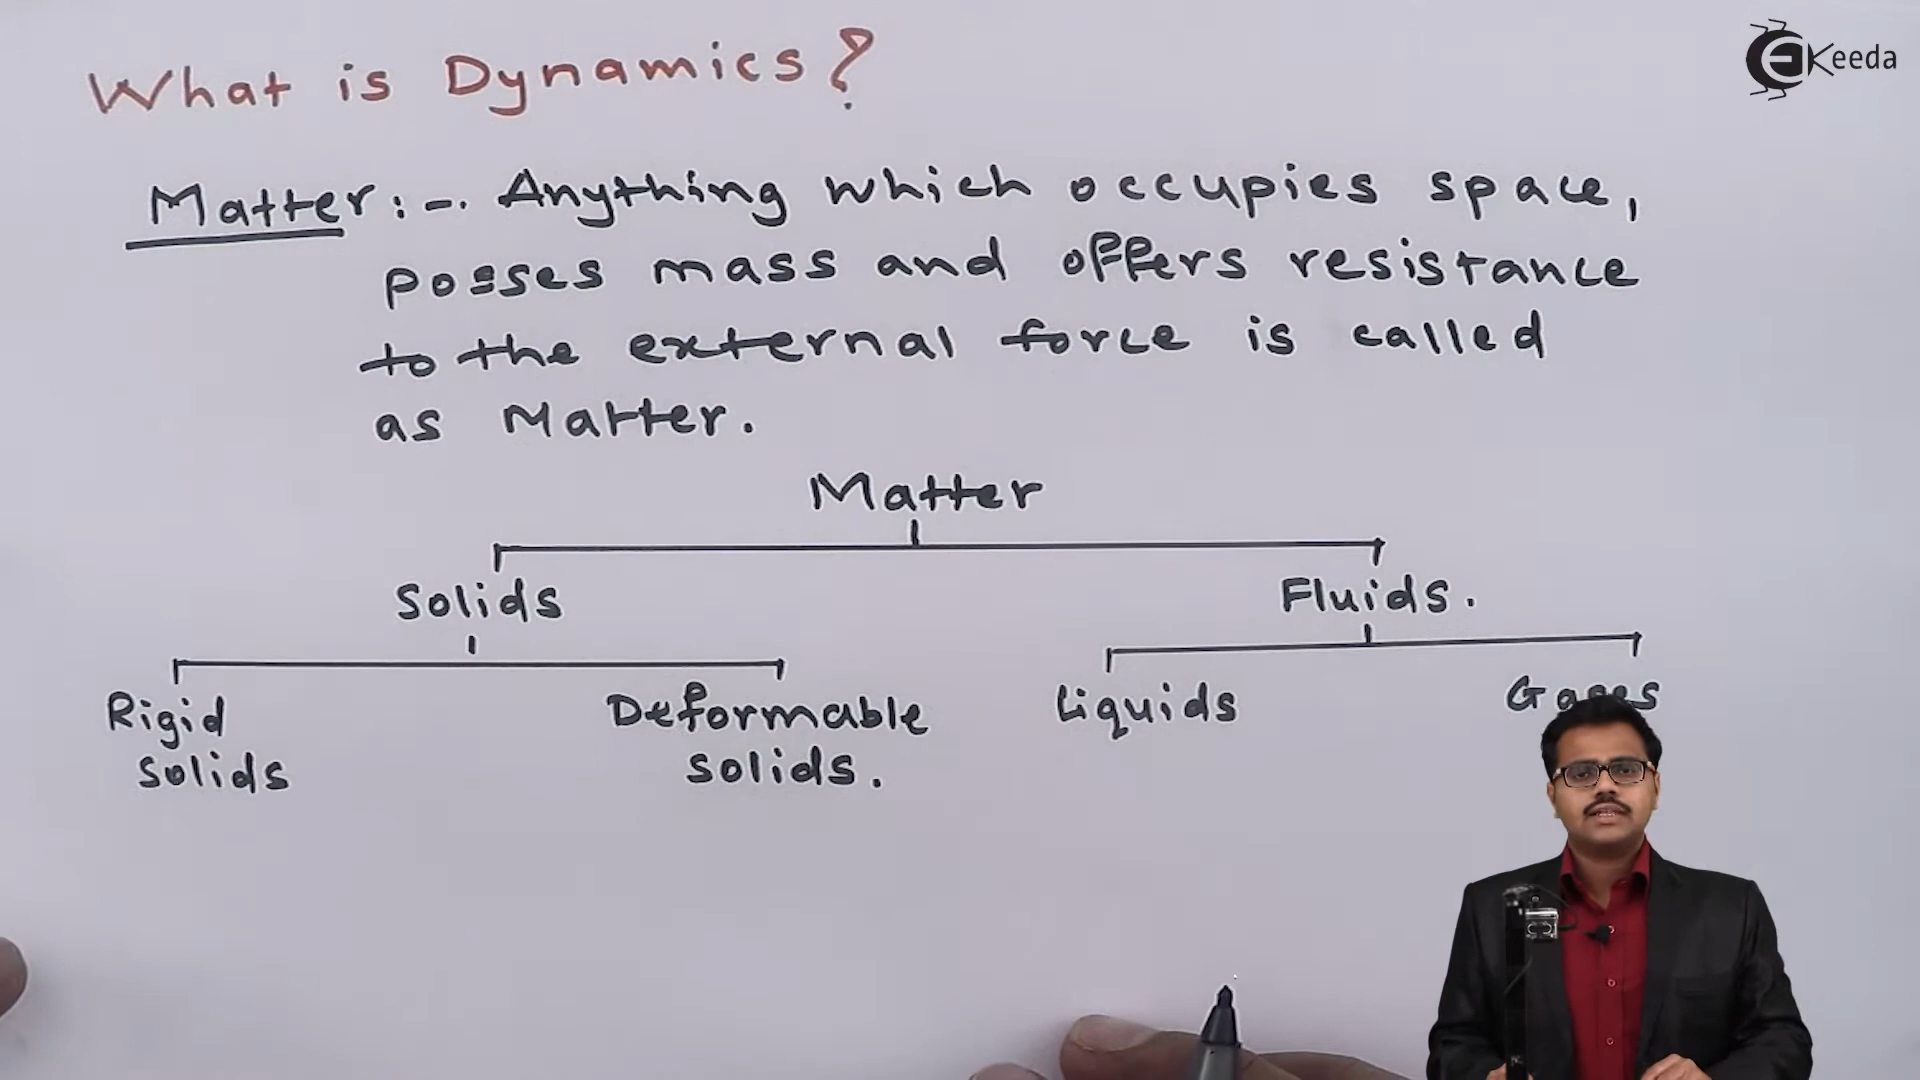 What is Dynamics?
EKeeda
Matter:-. Anything which occupies space,
posses mass and offers resistance
to the external force is called
as Matter.
Matter
Solids
Fluids.
Rigid
solids
Deformable
solids.
Liquids
Gases